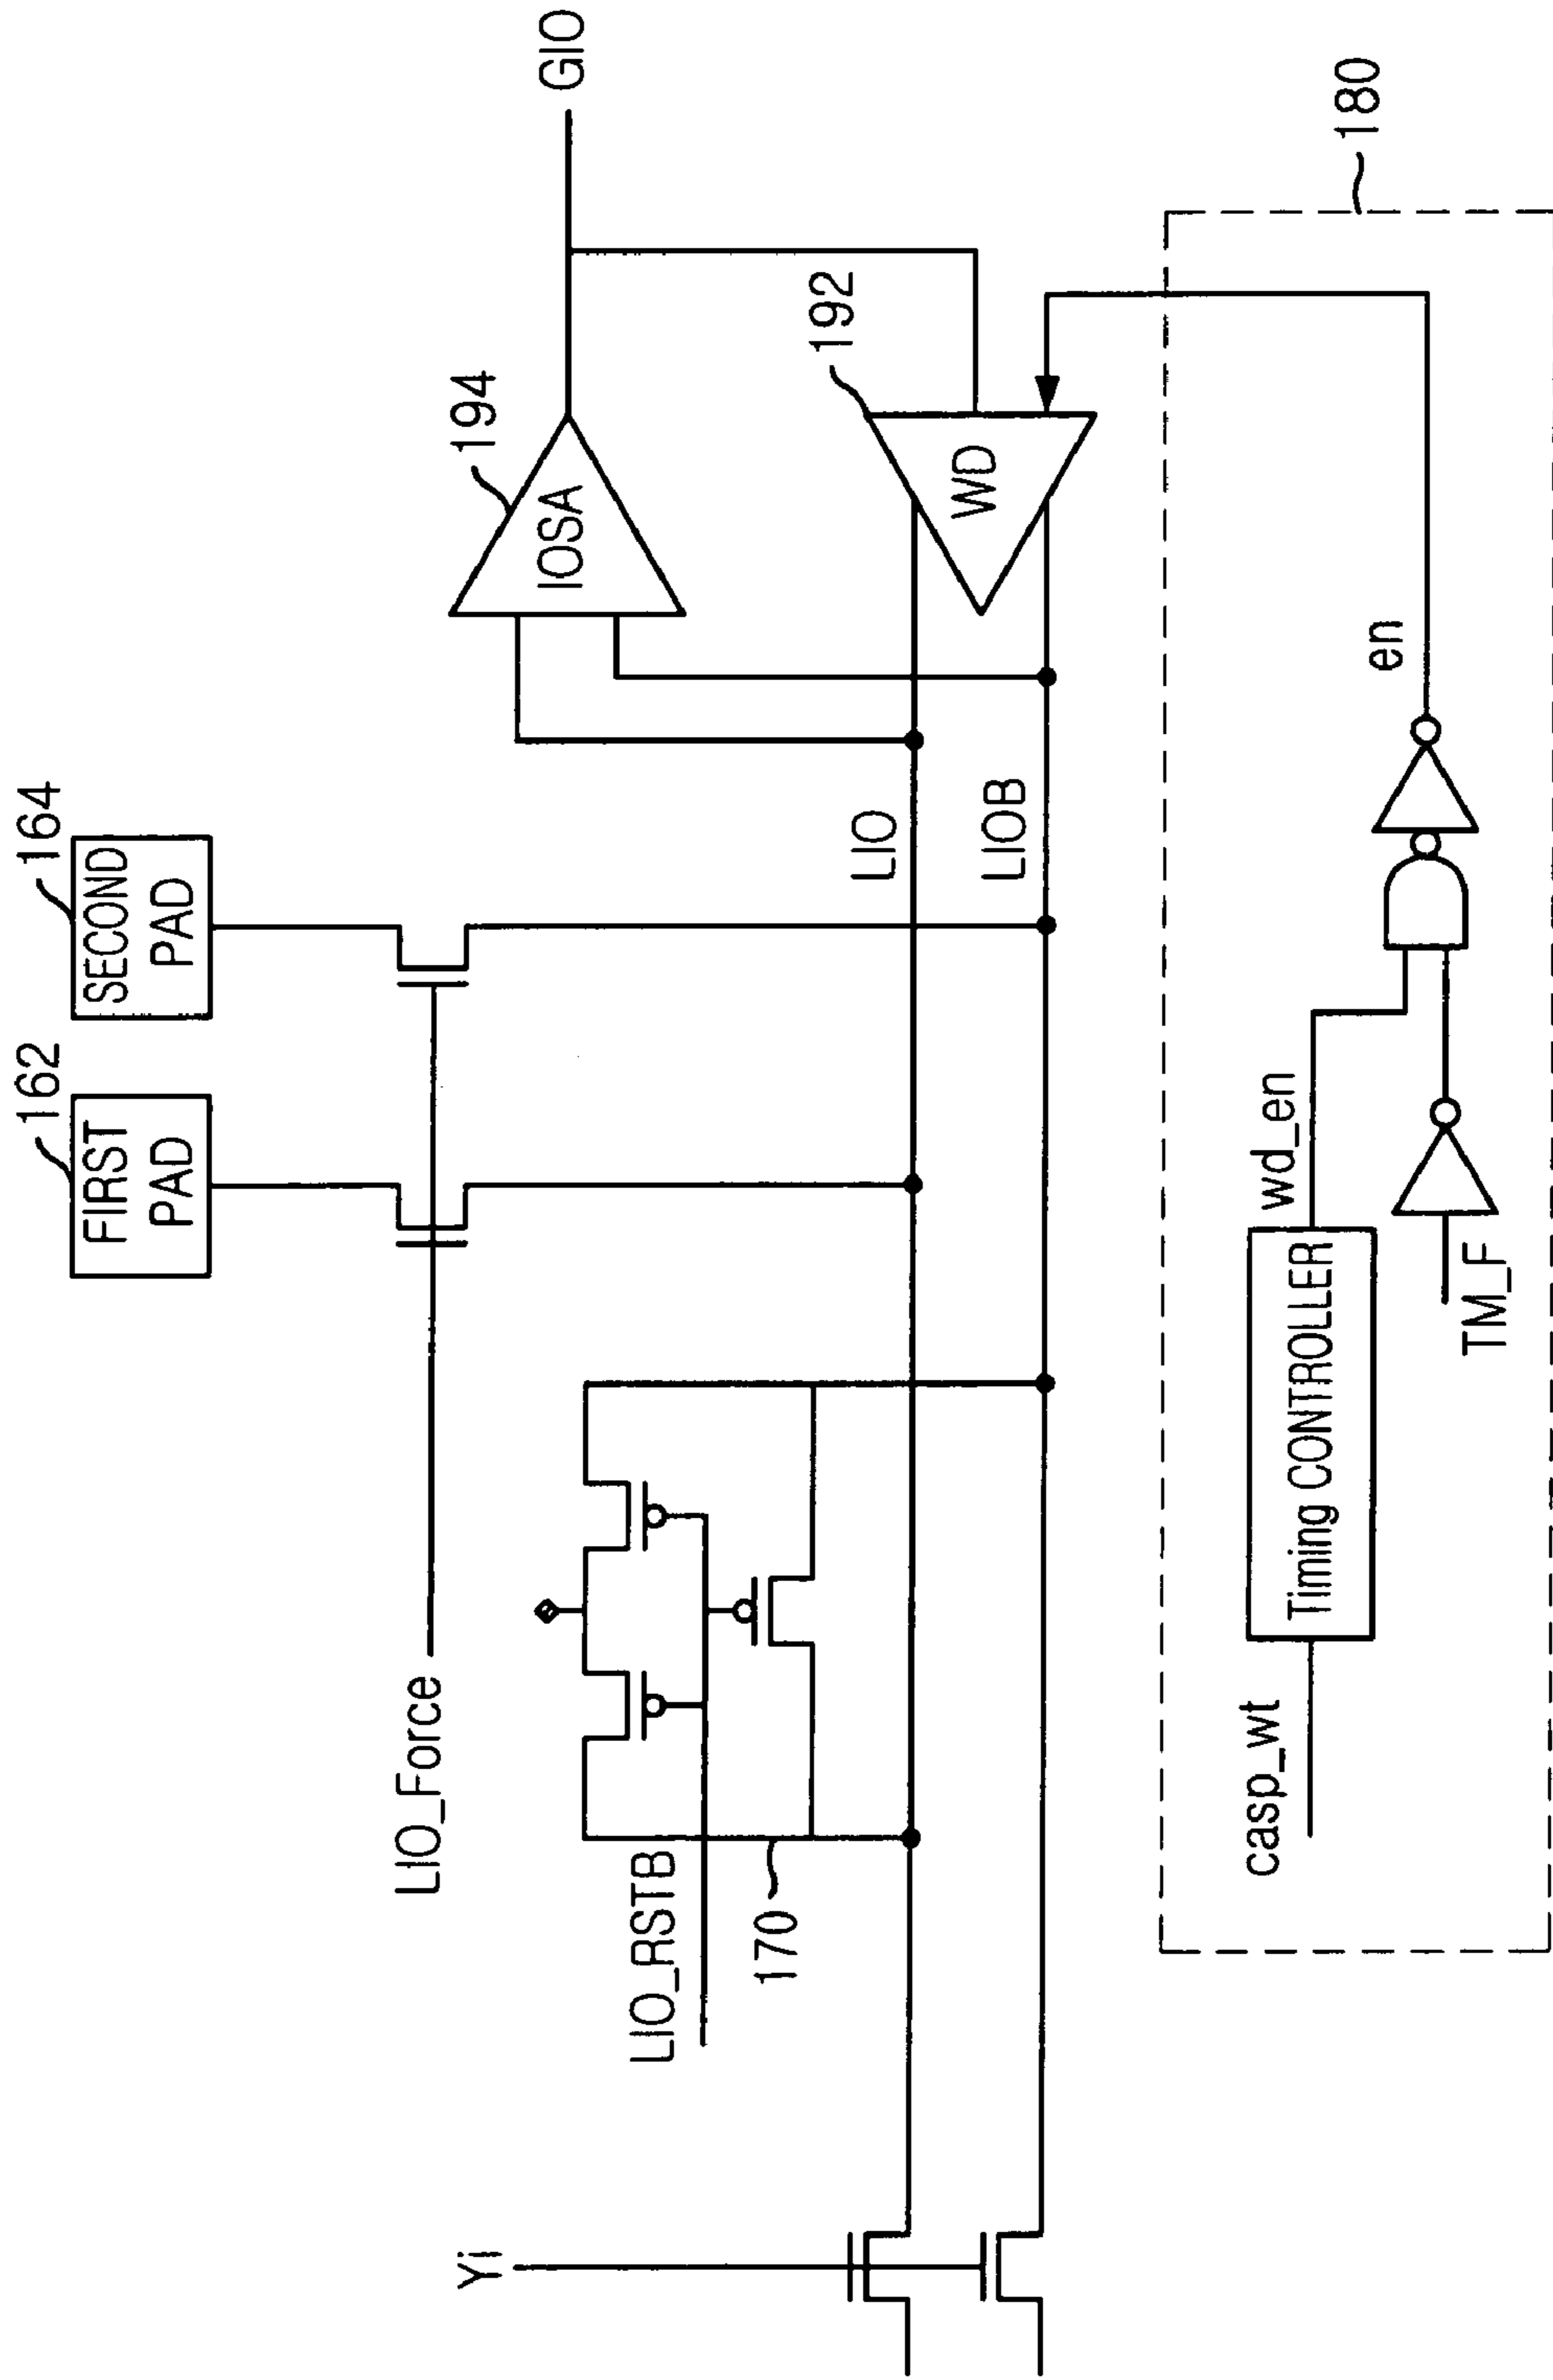 162
FIRST
PAD
164
SECOND
PAD
LIO_Force
194
IOSA
GIO
LIO_RSTB
170
192
WD
LIO
LIOB
Yi
180
casp_wt
Timing CONTROLLER
wd_en
en
TM_F